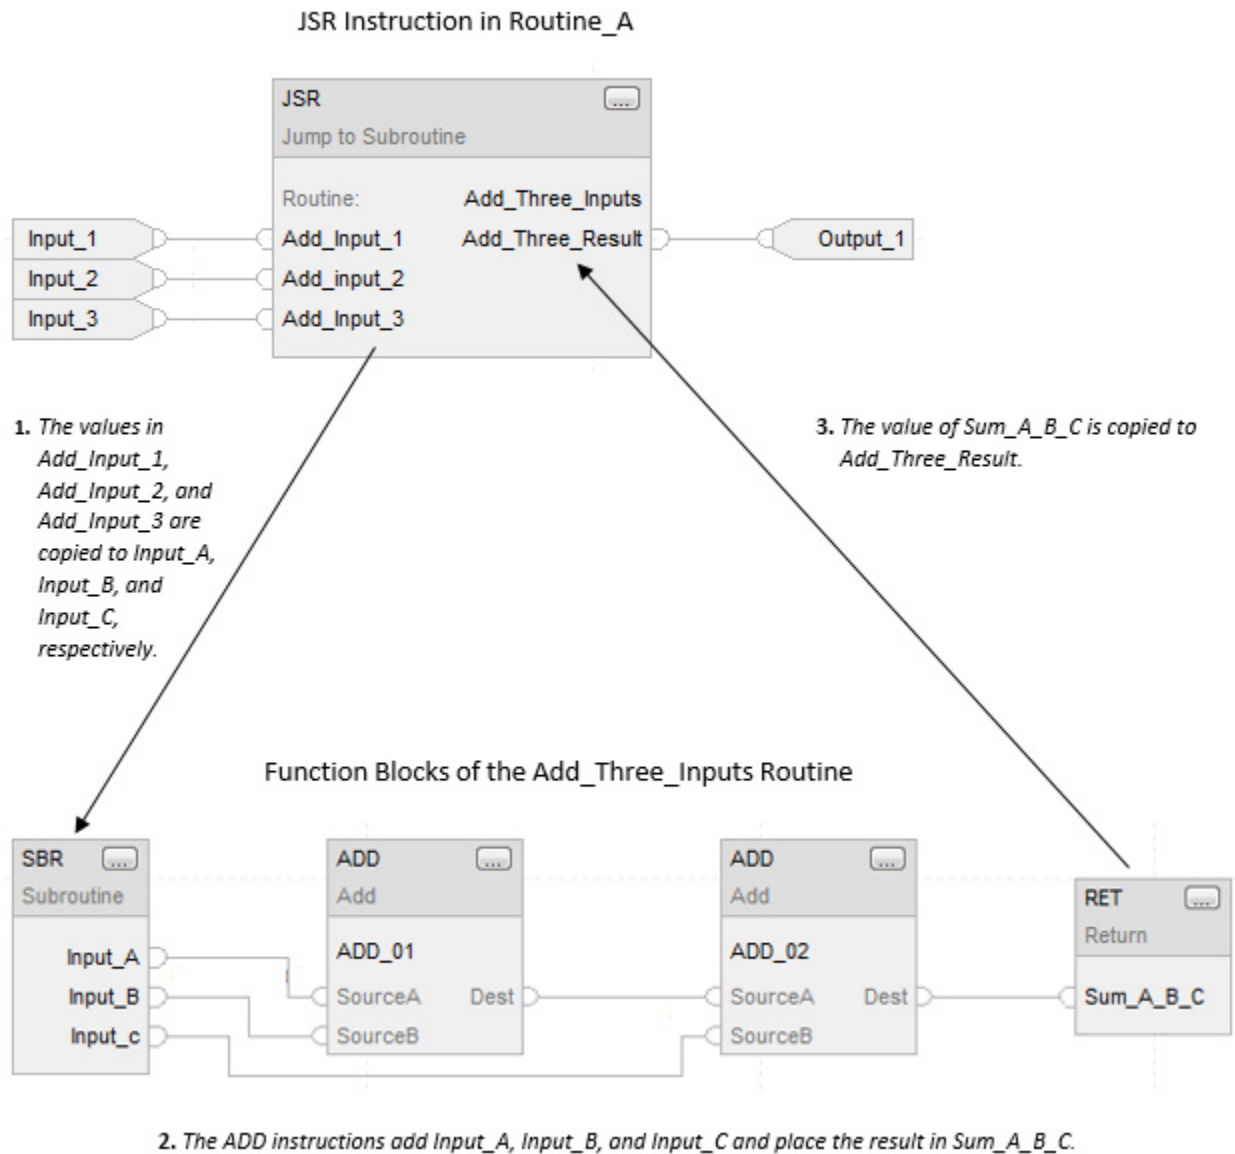 JSR Instruction in Routine_A
JSR ...
Jump to Subroutine
Routine: Add_Three_Inputs
Input_1 Add_Input_1 Add_Three_Result Output_1
Input_2 Add_input_2
Input_3 Add_Input_3
1. The values in
Add_Input_1,
Add_Input_2, and
Add_Input_3 are
copied to Input_A,
Input_B, and
Input_C,
respectively.
3. The value of Sum_A_B_C is copied to
Add_Three_Result.
Function Blocks of the Add_Three_Inputs Routine
SBR ...
Subroutine
Input_A
Input_B
Input_c
ADD ...
Add
ADD_01
SourceA Dest
SourceB
ADD ...
Add
ADD_02
SourceA Dest
SourceB
RET ...
Return
Sum_A_B_C
2. The ADD instructions add Input_A, Input_B, and Input_C and place the result in Sum_A_B_C.